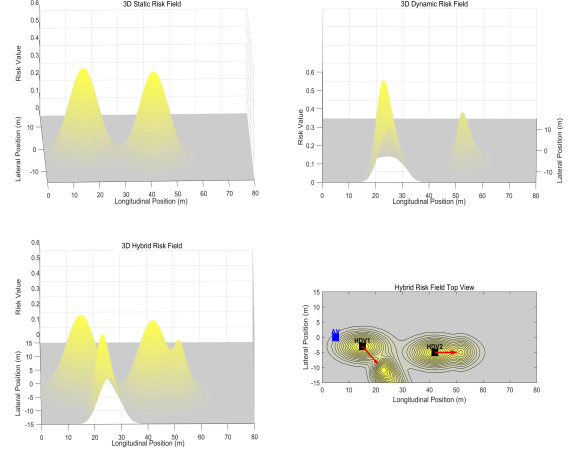 3D Static Risk Field
0.6
0.5
0.4
0.3
0.2
0.1
0
Risk Value
10
0
-10
Lateral Position (m)
0 10 20 30 40 50 60 70 80
Longitudinal Position (m)
3D Dynamic Risk Field
0.6
0.5
0.4
0.3
0.2
0.1
0
Risk Value
10
0
-10
Lateral Position (m)
0 10 20 30 40 50 60 70 80
Longitudinal Position (m)
3D Hybrid Risk Field
0.6
0.5
0.4
0.3
0.2
0.1
0
Risk Value
15
10
5
0
-5
-10
-15
Lateral Position (m)
0 10 20 30 40 50 60 70 80
Longitudinal Position (m)
Hybrid Risk Field Top View
15
10
5
0
-5
-10
-15
Lateral Position (m)
AV
HDV1
HDV2
0 10 20 30 40 50 60 70 80
Longitudinal Position (m)